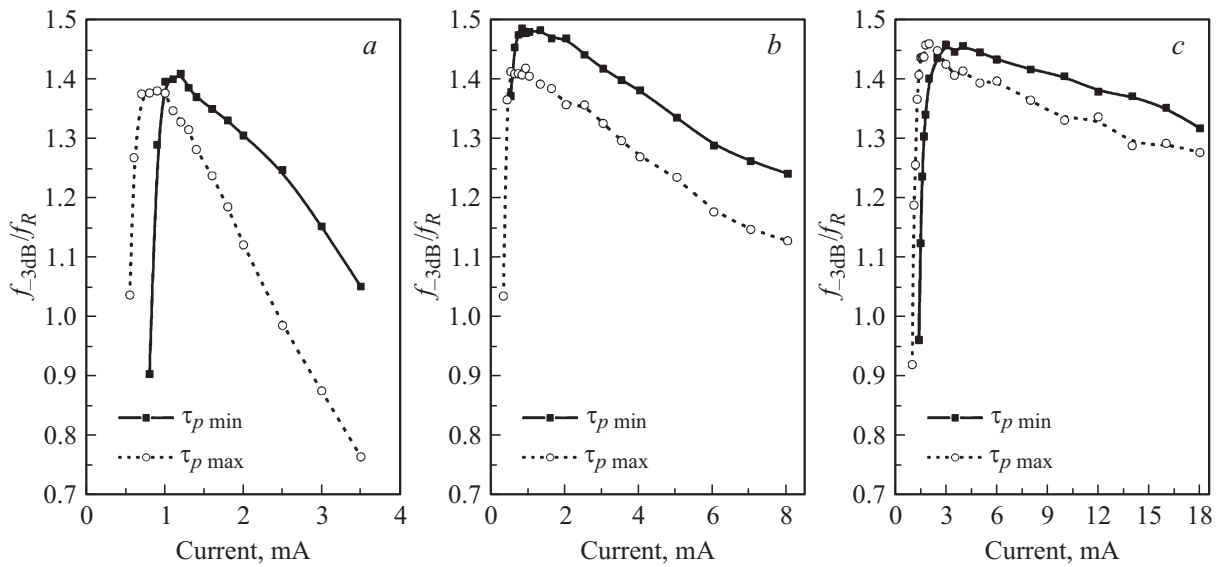 1.5
1.4
1.3
1.2
1.1
1.0
0.9
0.8
0.7
f–3dB/fR
a
τp min
τp max
0 1 2 3 4
Current, mA
1.5
1.4
1.3
1.2
1.1
1.0
0.9
0.8
0.7
f–3dB/fR
b
τp min
τp max
0 2 4 6 8
Current, mA
1.5
1.4
1.3
1.2
1.1
1.0
0.9
0.8
0.7
f–3dB/fR
c
τp min
τp max
0 3 6 9 12 15 18
Current, mA